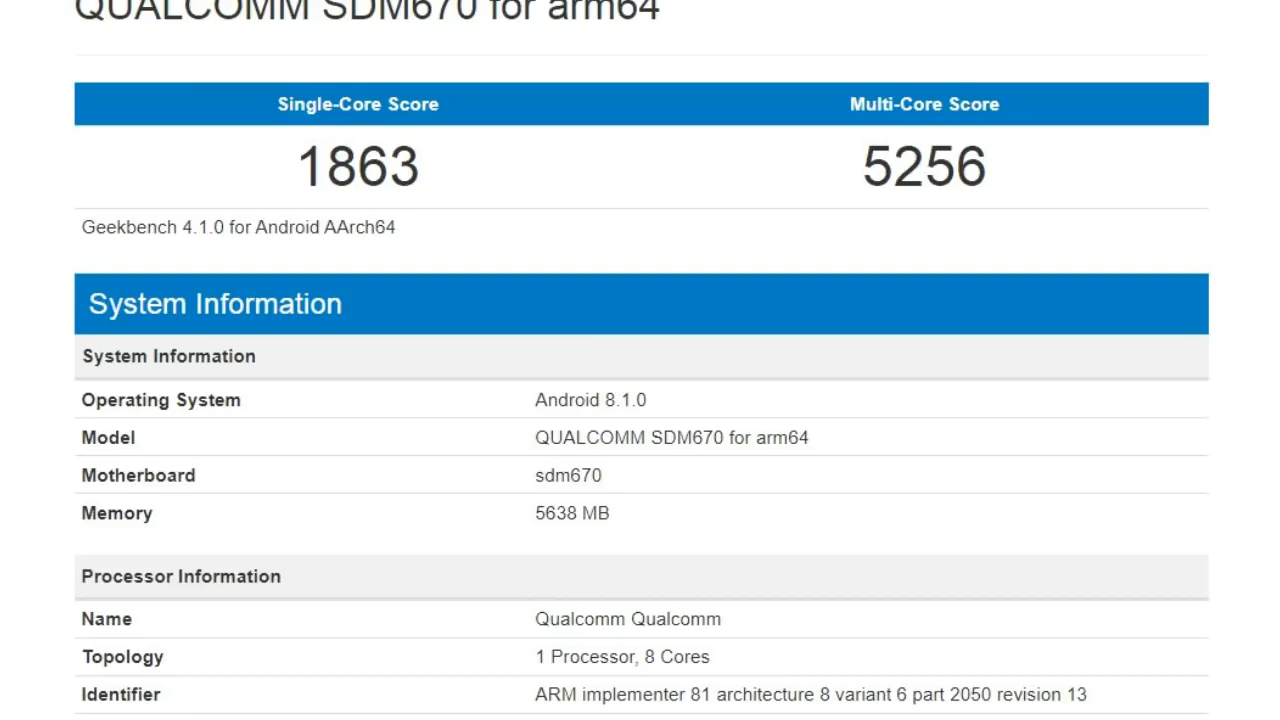 QUALCOMM SDM670 for arm64
Single-Core Score Multi-Core Score
1863 5256
Geekbench 4.1.0 for Android AArch64
System Information
System Information
Operating System Android 8.1.0
Model QUALCOMM SDM670 for arm64
Motherboard sdm670
Memory 5638 MB
Processor Information
Name Qualcomm Qualcomm
Topology 1 Processor, 8 Cores
Identifier ARM implementer 81 architecture 8 variant 6 part 2050 revision 13